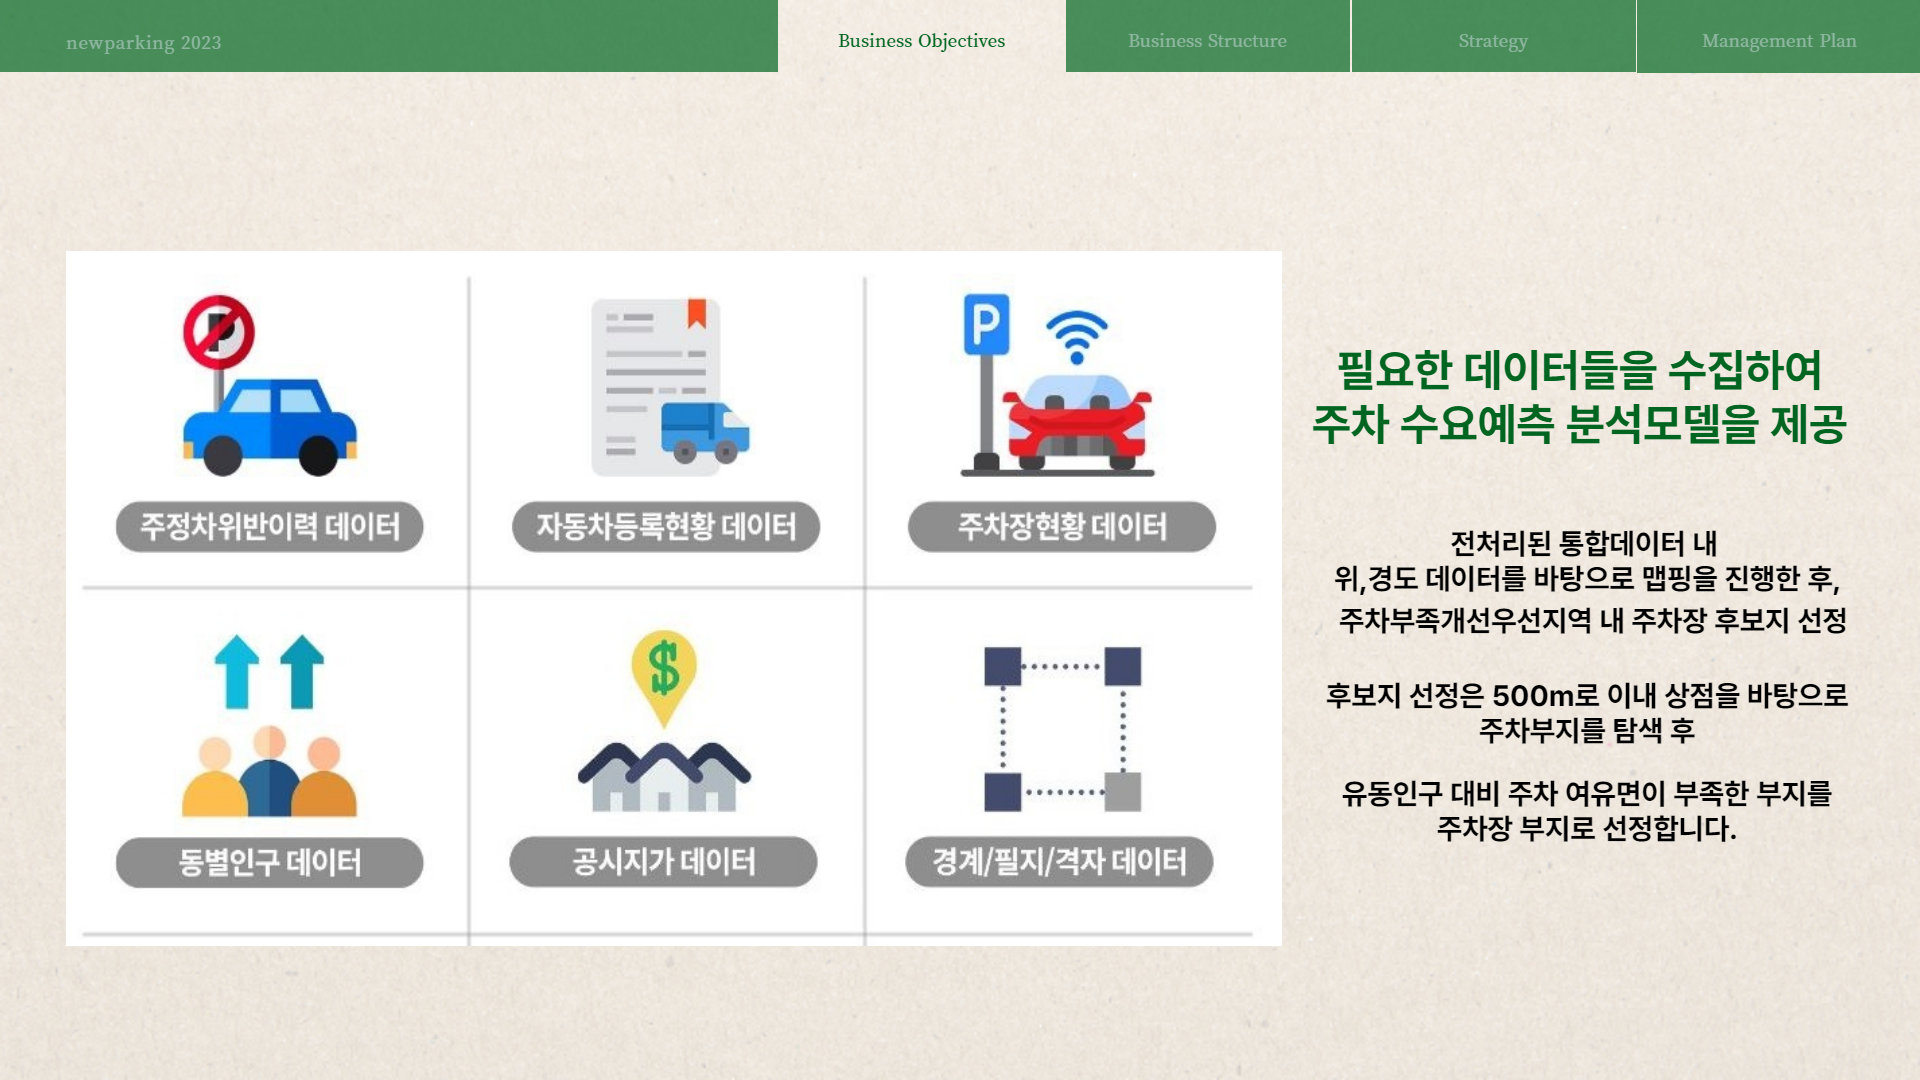 newparking 2023
Business Objectives
Business Structure
Strategy
Management Plan
P
P
주정차위반이력 데이터
자동차등록현황 데이터
주차장현황 데이터
$
동별인구 데이터
공시지가 데이터
경계/필지/격자 데이터
필요한 데이터들을 수집하여
주차 수요예측 분석모델을 제공
전처리된 통합데이터 내
위,경도 데이터를 바탕으로 맵핑을 진행한 후,
주차부족개선우선지역 내 주차장 후보지 선정
후보지 선정은 500m로 이내 상점을 바탕으로
주차부지를 탐색 후
유동인구 대비 주차 여유면이 부족한 부지를
주차장 부지로 선정합니다.